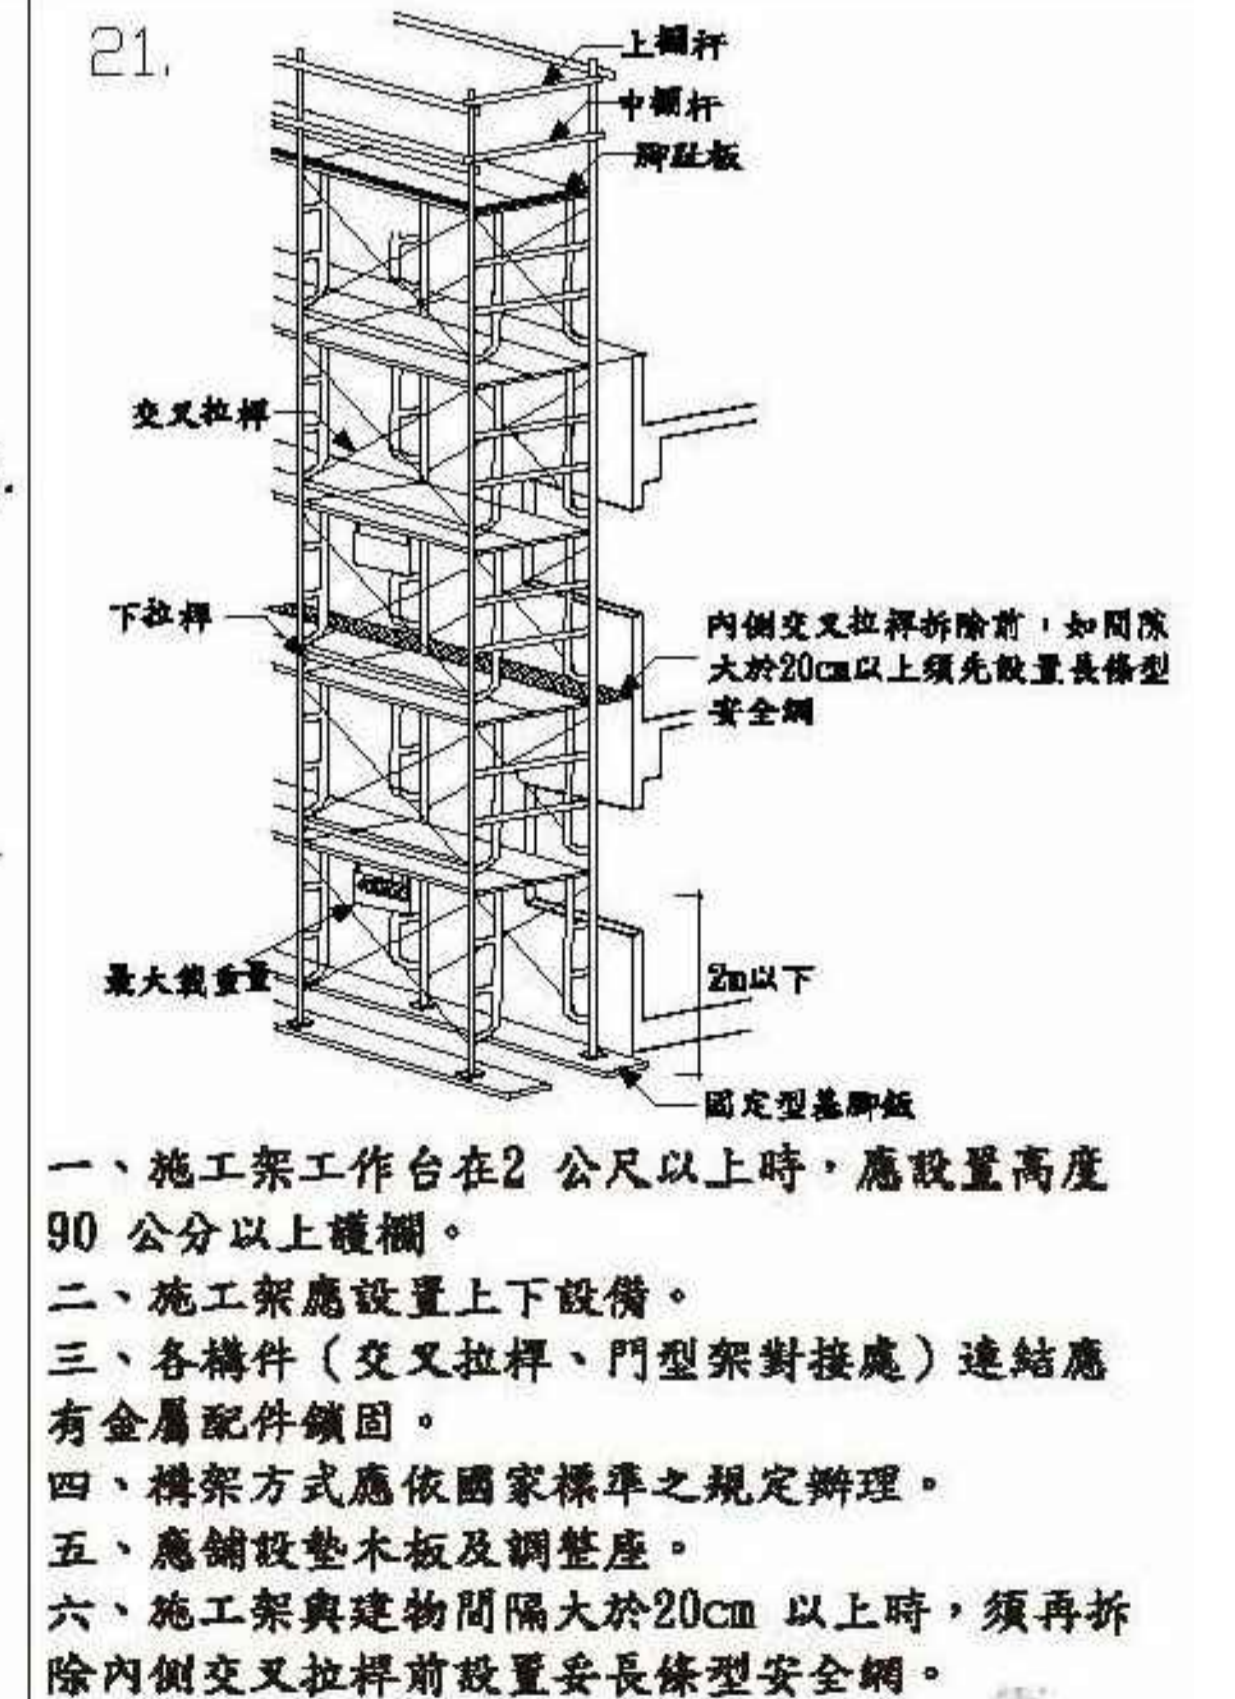 21.
上欄杆
中欄杆
腳趾板
交叉拉桿
下拉桿
內側交叉拉桿拆除前，如間隙
大於20cm以上須先設置長條型
安全網
最大載重量
2m以下
固定型基腳鈑
一、施工架工作台在2 公尺以上時，應設置高度
90 公分以上護欄。
二、施工架應設置上下設備。
三、各構件（交叉拉桿、門型架對接處）連結應
有金屬配件鎖固。
四、構架方式應依國家標準之規定辦理。
五、應舖設墊木板及調整座。
六、施工架與建物間隔大於20cm 以上時，須再拆
除內側交叉拉桿前設置妥長條型安全網。